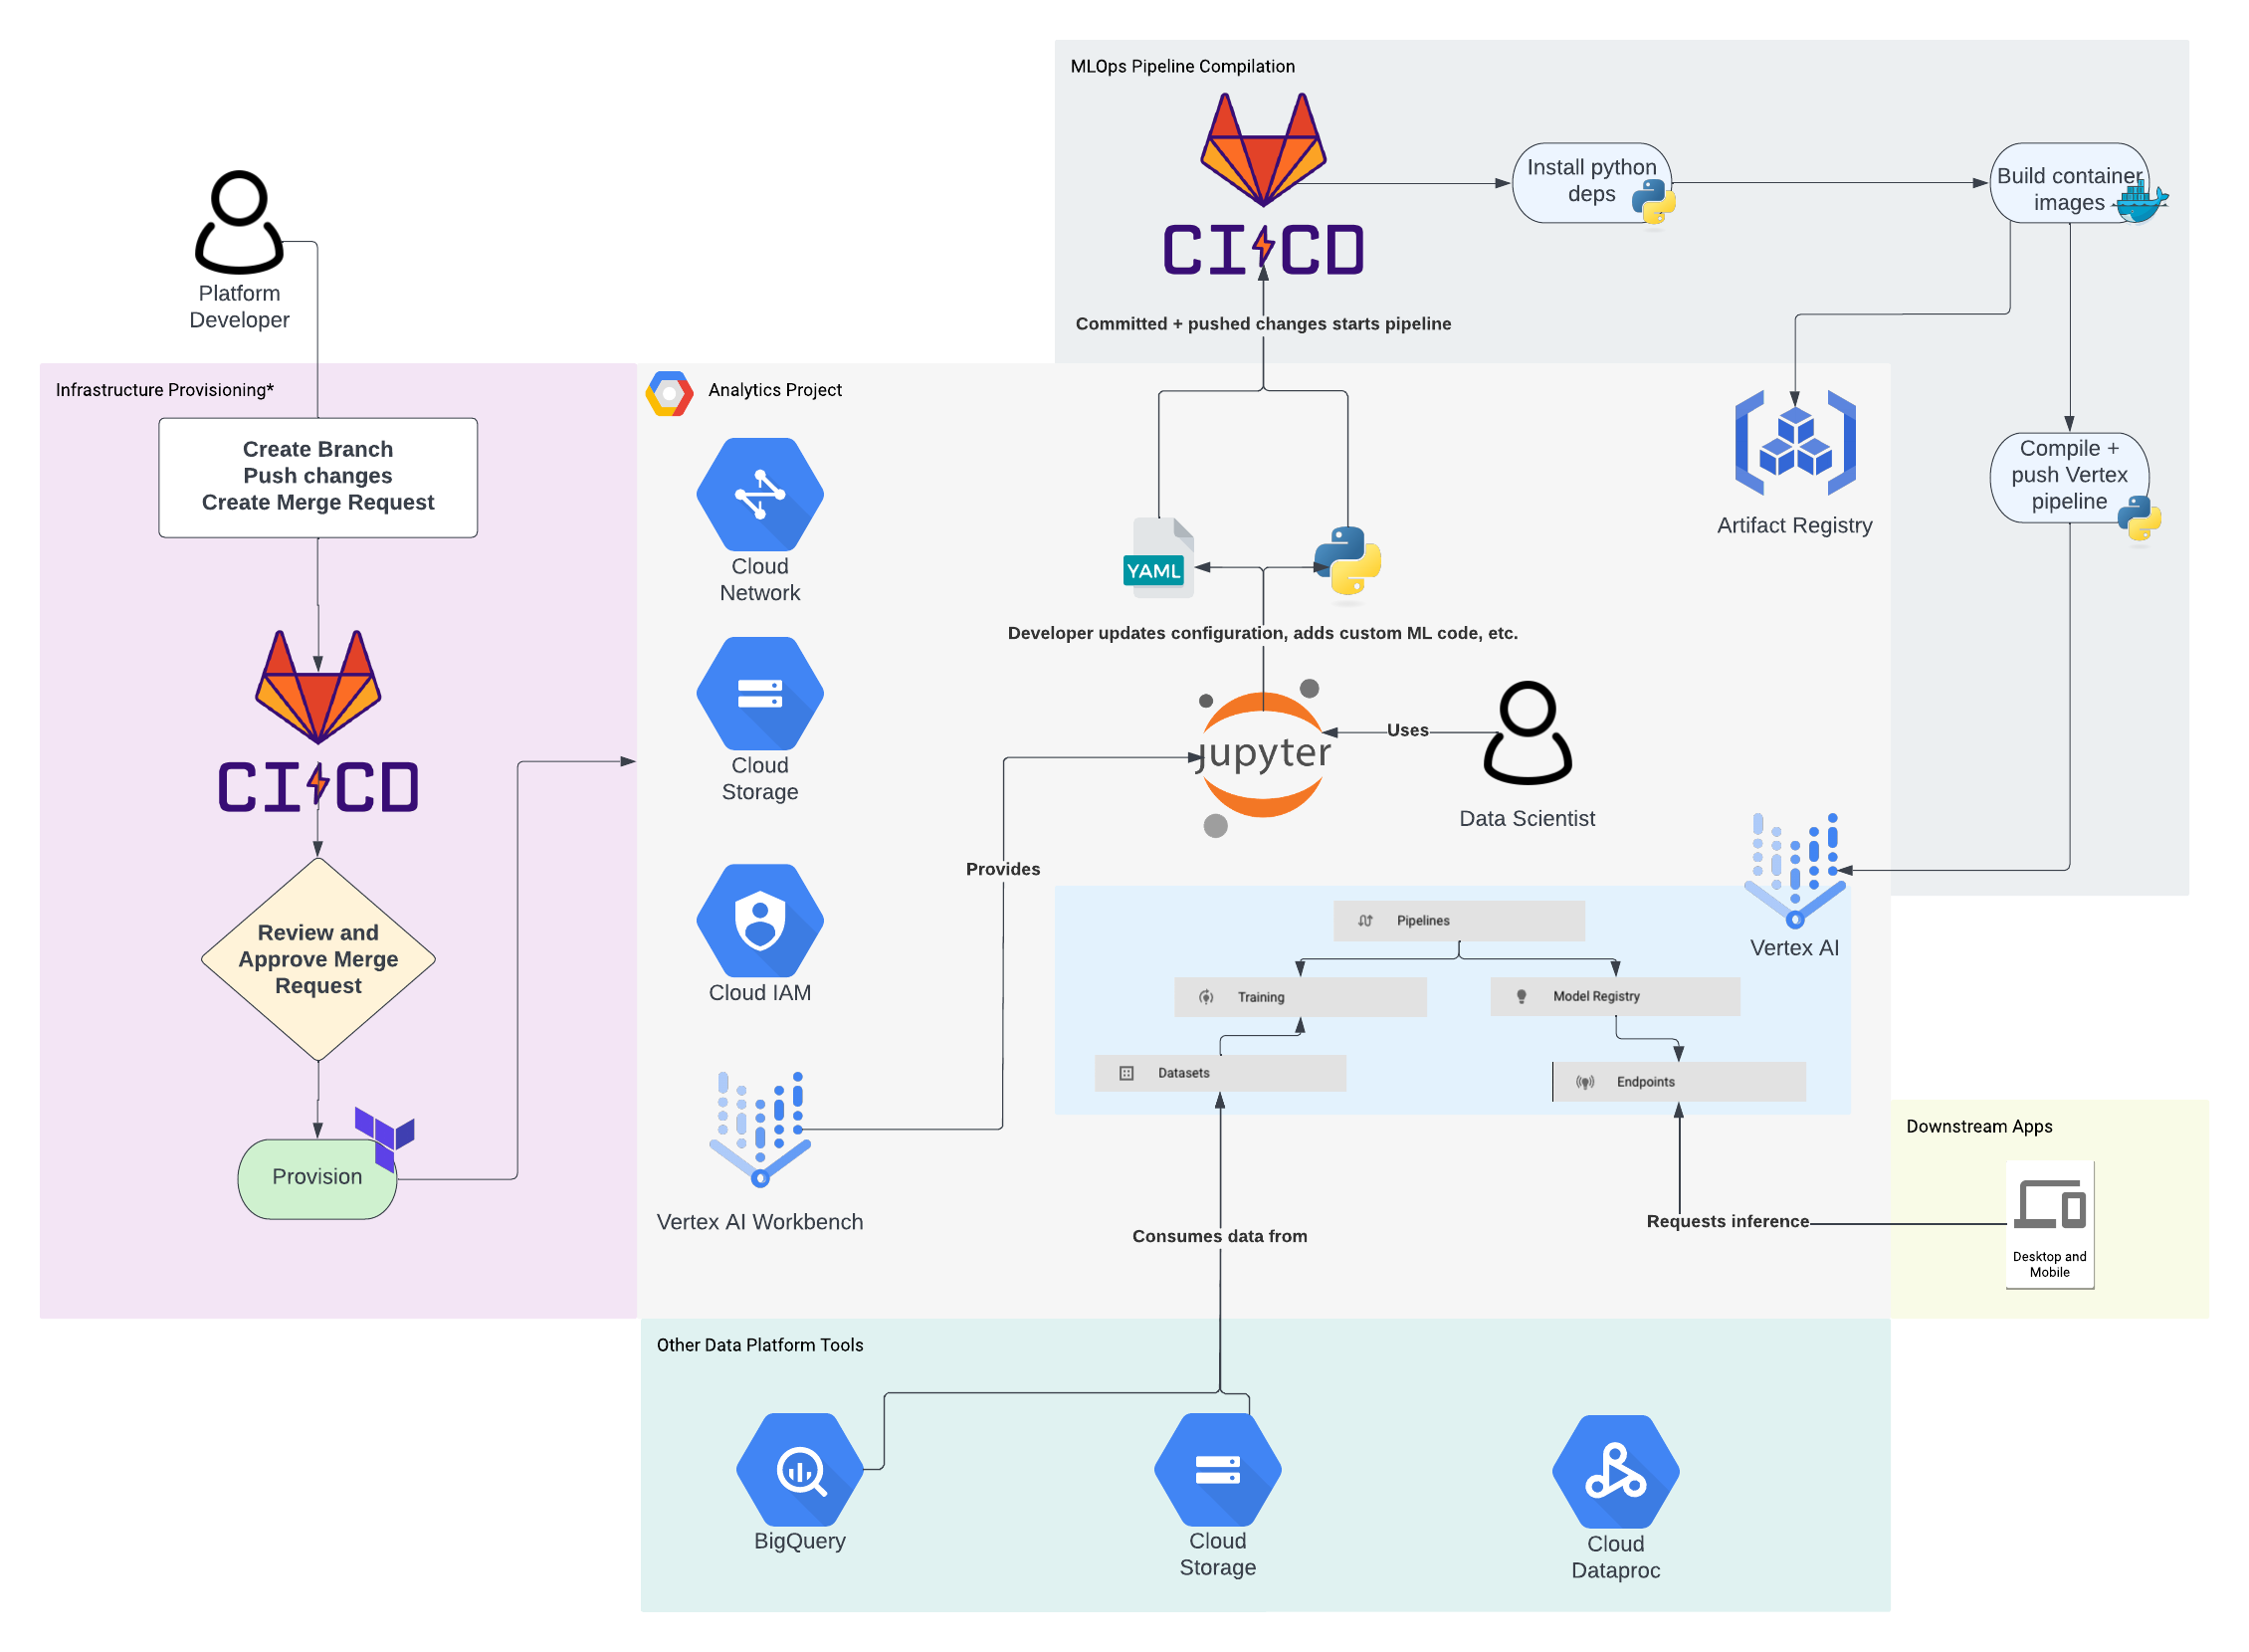 MLOps Pipeline Compilation
CI CD
Install python
deps
Build container
images
Platform
Developer
Committed + pushed changes starts pipeline
Infrastructure Provisioning*
Create Branch
Push changes
Create Merge Request
CI CD
Review and
Approve Merge
Request
Provision
Analytics Project
Cloud
Network
Cloud
Storage
Cloud IAM
Vertex AI Workbench
Provides
YAML
Developer updates configuration, adds custom ML code, etc.
jupyter
Uses
Data Scientist
Artifact Registry
Compile +
push Vertex
pipeline
Vertex AI
Pipelines
Training
Model Registry
Datasets
Endpoints
Consumes data from
Requests inference
Downstream Apps
Desktop and
Mobile
Other Data Platform Tools
BigQuery
Cloud
Storage
Cloud
Dataproc